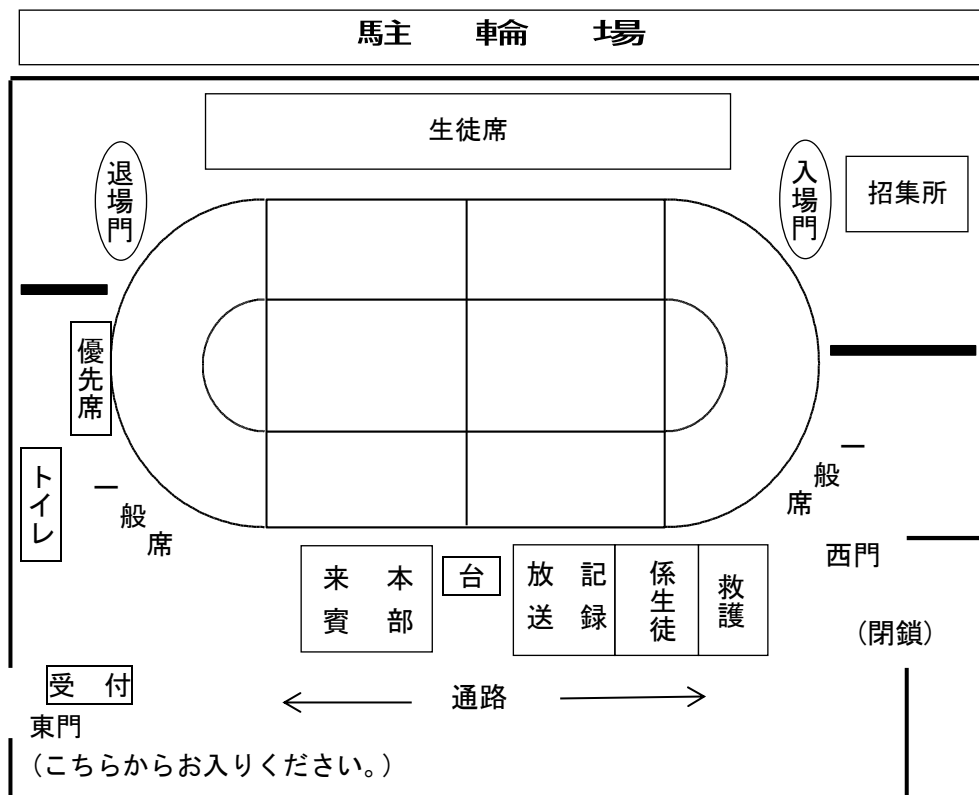 駐 輪 場
生徒席
退場門
入場門
招集所
優先席
トイレ
一般席
一般席
西門
（閉鎖）
来賓 本部
台
放送 記録
係生徒
救護
受 付
通路
東門
（こちらからお入りください。）